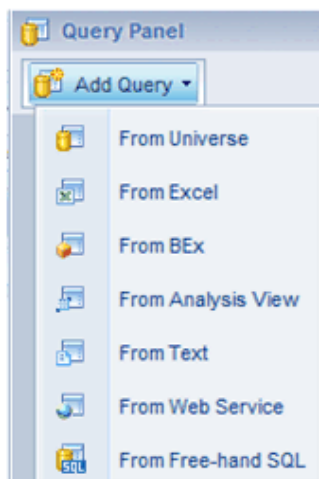 Query Panel
Add Query
From Universe
From Excel
From BEx
From Analysis View
From Text
From Web Service
SQL From Free-hand SQL